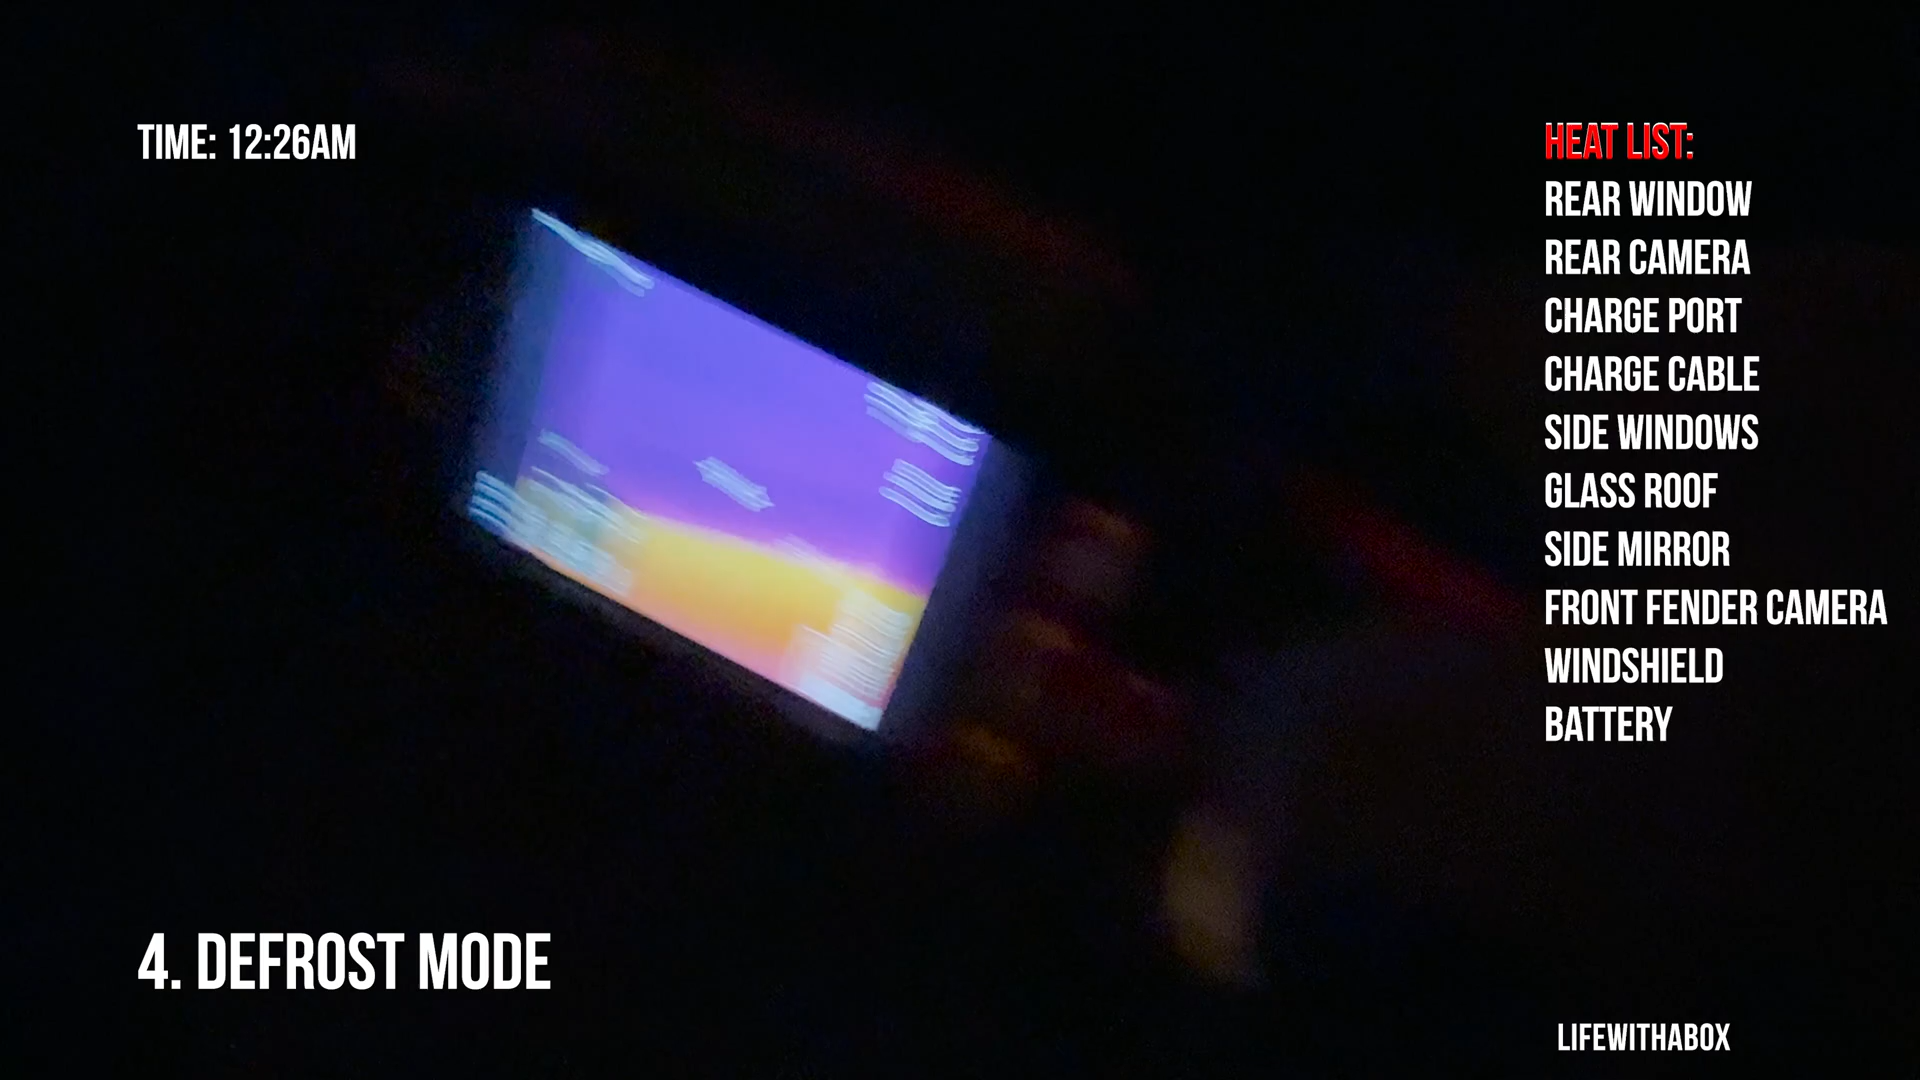 TIME: 12:26AM
HEAT LIST:
REAR WINDOW
REAR CAMERA
CHARGE PORT
CHARGE CABLE
SIDE WINDOWS
GLASS ROOF
SIDE MIRROR
FRONT FENDER CAMERA
WINDSHIELD
BATTERY
4. DEFROST MODE
LIFEWITHABOX